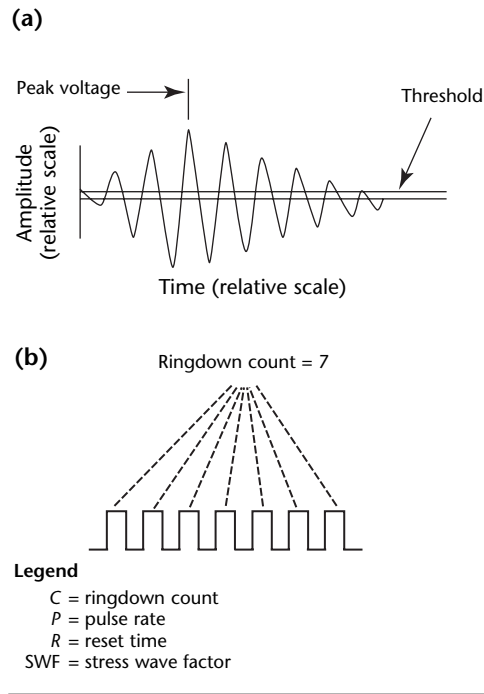 (a)
Peak voltage
Threshold
Amplitude
(relative scale)
Time (relative scale)
(b)
Ringdown count = 7
Legend
C = ringdown count
P = pulse rate
R = reset time
SWF = stress wave factor